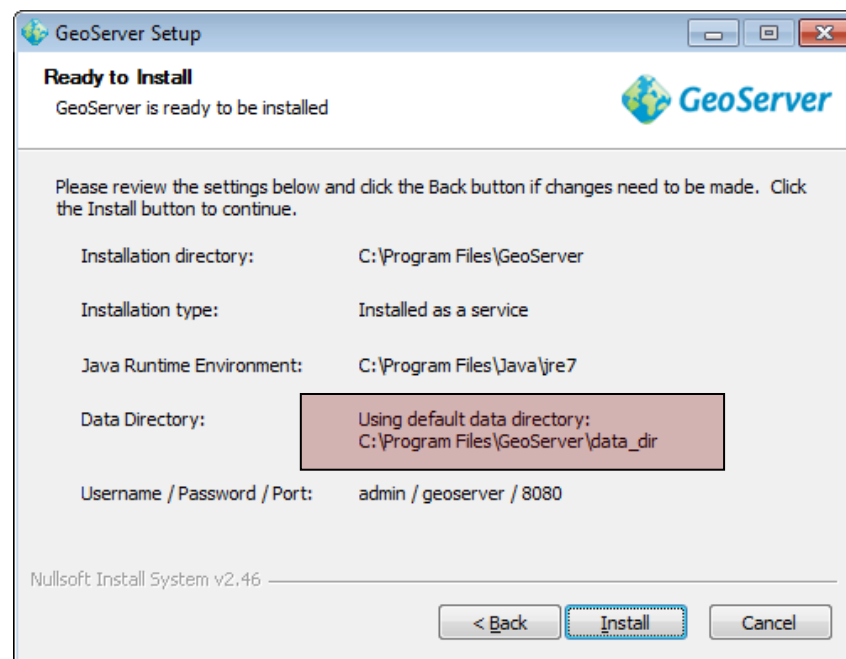 GeoServer Setup
Ready to Install
GeoServer is ready to be installed
GeoServer
Please review the settings below and click the Back button if changes need to be made. Click
the Install button to continue.
Installation directory: C:\Program Files\GeoServer
Installation type: Installed as a service
Java Runtime Environment: C:\Program Files\Java\jre7
Data Directory: Using default data directory:
C:\Program Files\GeoServer\data_dir
Username / Password / Port: admin / geoserver / 8080
Nullsoft Install System v2.46
< Back Install Cancel